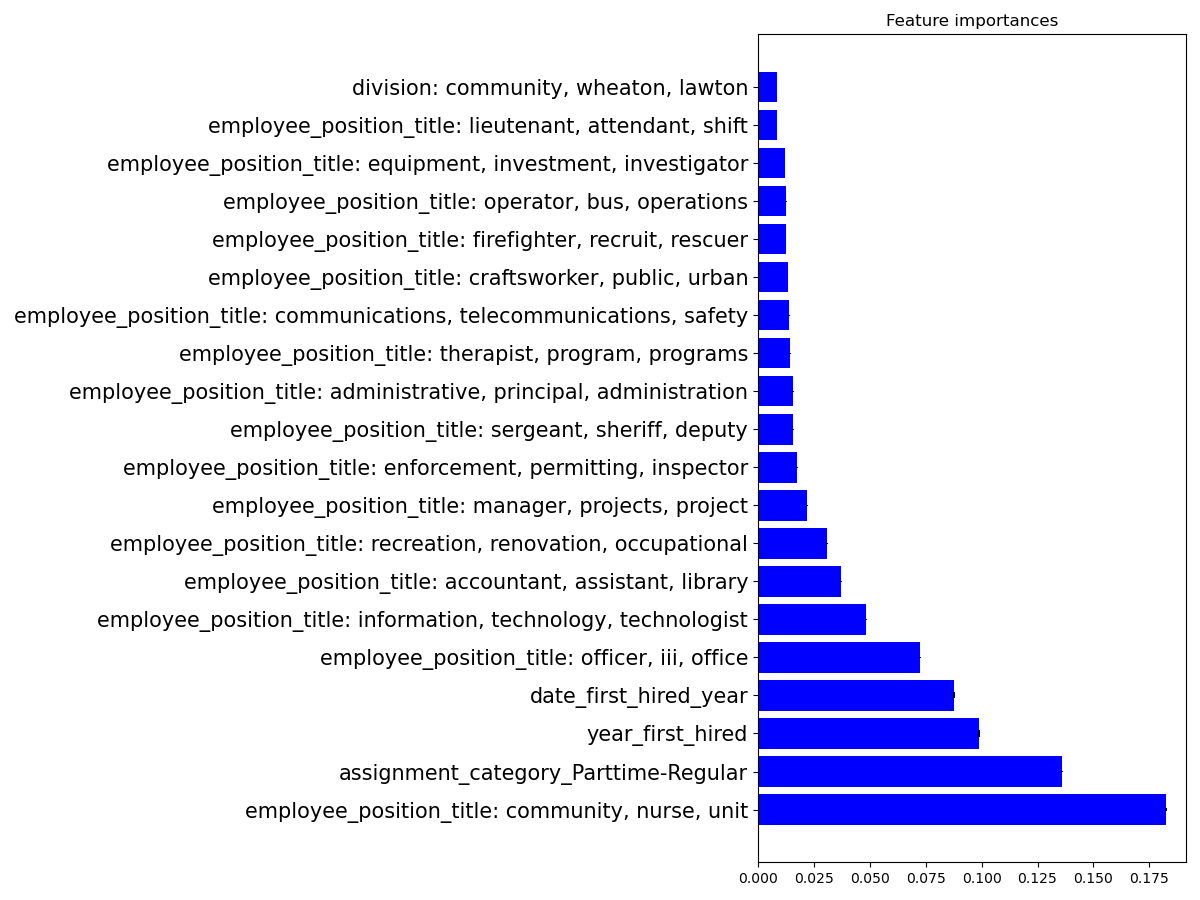 Feature importances
division: community, wheaton, lawton
employee_position_title: lieutenant, attendant, shift
employee_position_title: equipment, investment, investigator
employee_position_title: operator, bus, operations
employee_position_title: firefighter, recruit, rescuer
employee_position_title: craftsworker, public, urban
employee_position_title: communications, telecommunications, safety
employee_position_title: therapist, program, programs
employee_position_title: administrative, principal, administration
employee_position_title: sergeant, sheriff, deputy
employee_position_title: enforcement, permitting, inspector
employee_position_title: manager, projects, project
employee_position_title: recreation, renovation, occupational
employee_position_title: accountant, assistant, library
employee_position_title: information, technology, technologist
employee_position_title: officer, iii, office
date_first_hired_year
year_first_hired
assignment_category_Parttime-Regular
employee_position_title: community, nurse, unit
0.000 0.025 0.050 0.075 0.100 0.125 0.150 0.175